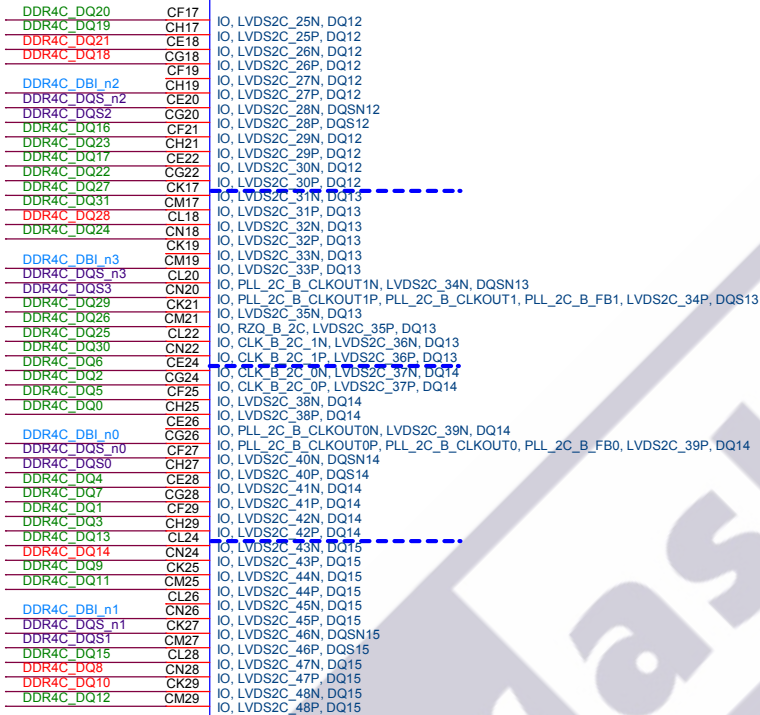 DDR4C_DQ20 CF17 IO, LVDS2C_25N, DQ12
DDR4C_DQ19 CH17 IO, LVDS2C_25P, DQ12
DDR4C_DQ21 CE18 IO, LVDS2C_26N, DQ12
DDR4C_DQ18 CG18 IO, LVDS2C_26P, DQ12
CF19 IO, LVDS2C_27N, DQ12
DDR4C_DBI_n2 CH19 IO, LVDS2C_27P, DQ12
DDR4C_DQS_n2 CE20 IO, LVDS2C_28N, DQSN12
DDR4C_DQS2 CG20 IO, LVDS2C_28P, DQS12
DDR4C_DQ16 CF21 IO, LVDS2C_29N, DQ12
DDR4C_DQ23 CH21 IO, LVDS2C_29P, DQ12
DDR4C_DQ17 CE22 IO, LVDS2C_30N, DQ12
DDR4C_DQ22 CG22 IO, LVDS2C_30P, DQ12
DDR4C_DQ27 CK17 IO, LVDS2C_31N, DQ13
DDR4C_DQ31 CM17 IO, LVDS2C_31P, DQ13
DDR4C_DQ28 CL18 IO, LVDS2C_32N, DQ13
DDR4C_DQ24 CN18 IO, LVDS2C_32P, DQ13
CK19 IO, LVDS2C_33N, DQ13
DDR4C_DBI_n3 CM19 IO, LVDS2C_33P, DQ13
DDR4C_DQS_n3 CL20 IO, PLL_2C_B_CLKOUT1N, LVDS2C_34N, DQSN13
DDR4C_DQS3 CN20 IO, PLL_2C_B_CLKOUT1P, PLL_2C_B_CLKOUT1, PLL_2C_B_FB1, LVDS2C_34P, DQS13
DDR4C_DQ29 CK21 IO, LVDS2C_35N, DQ13
DDR4C_DQ26 CM21 IO, RZQ_B_2C, LVDS2C_35P, DQ13
DDR4C_DQ25 CL22 IO, CLK_B_2C_1N, LVDS2C_36N, DQ13
DDR4C_DQ30 CN22 IO, CLK_B_2C_1P, LVDS2C_36P, DQ13
DDR4C_DQ6 CE24 IO, CLK_B_2C_0N, LVDS2C_37N, DQ14
DDR4C_DQ2 CG24 IO, CLK_B_2C_0P, LVDS2C_37P, DQ14
DDR4C_DQ5 CF25 IO, LVDS2C_38N, DQ14
DDR4C_DQ0 CH25 IO, LVDS2C_38P, DQ14
CE26 IO, PLL_2C_B_CLKOUT0N, LVDS2C_39N, DQ14
DDR4C_DBI_n0 CG26 IO, PLL_2C_B_CLKOUT0P, PLL_2C_B_CLKOUT0, PLL_2C_B_FB0, LVDS2C_39P, DQ14
DDR4C_DQS_n0 CF27 IO, LVDS2C_40N, DQSN14
DDR4C_DQS0 CH27 IO, LVDS2C_40P, DQS14
DDR4C_DQ4 CE28 IO, LVDS2C_41N, DQ14
DDR4C_DQ7 CG28 IO, LVDS2C_41P, DQ14
DDR4C_DQ1 CF29 IO, LVDS2C_42N, DQ14
DDR4C_DQ3 CH29 IO, LVDS2C_42P, DQ14
DDR4C_DQ13 CL24 IO, LVDS2C_43N, DQ15
DDR4C_DQ14 CN24 IO, LVDS2C_43P, DQ15
DDR4C_DQ9 CK25 IO, LVDS2C_44N, DQ15
DDR4C_DQ11 CM25 IO, LVDS2C_44P, DQ15
CL26 IO, LVDS2C_45N, DQ15
DDR4C_DBI_n1 CN26 IO, LVDS2C_45P, DQ15
DDR4C_DQS_n1 CK27 IO, LVDS2C_46N, DQSN15
DDR4C_DQS1 CM27 IO, LVDS2C_46P, DQS15
DDR4C_DQ15 CL28 IO, LVDS2C_47N, DQ15
DDR4C_DQ8 CN28 IO, LVDS2C_47P, DQ15
DDR4C_DQ10 CK29 IO, LVDS2C_48N, DQ15
DDR4C_DQ12 CM29 IO, LVDS2C_48P, DQ15